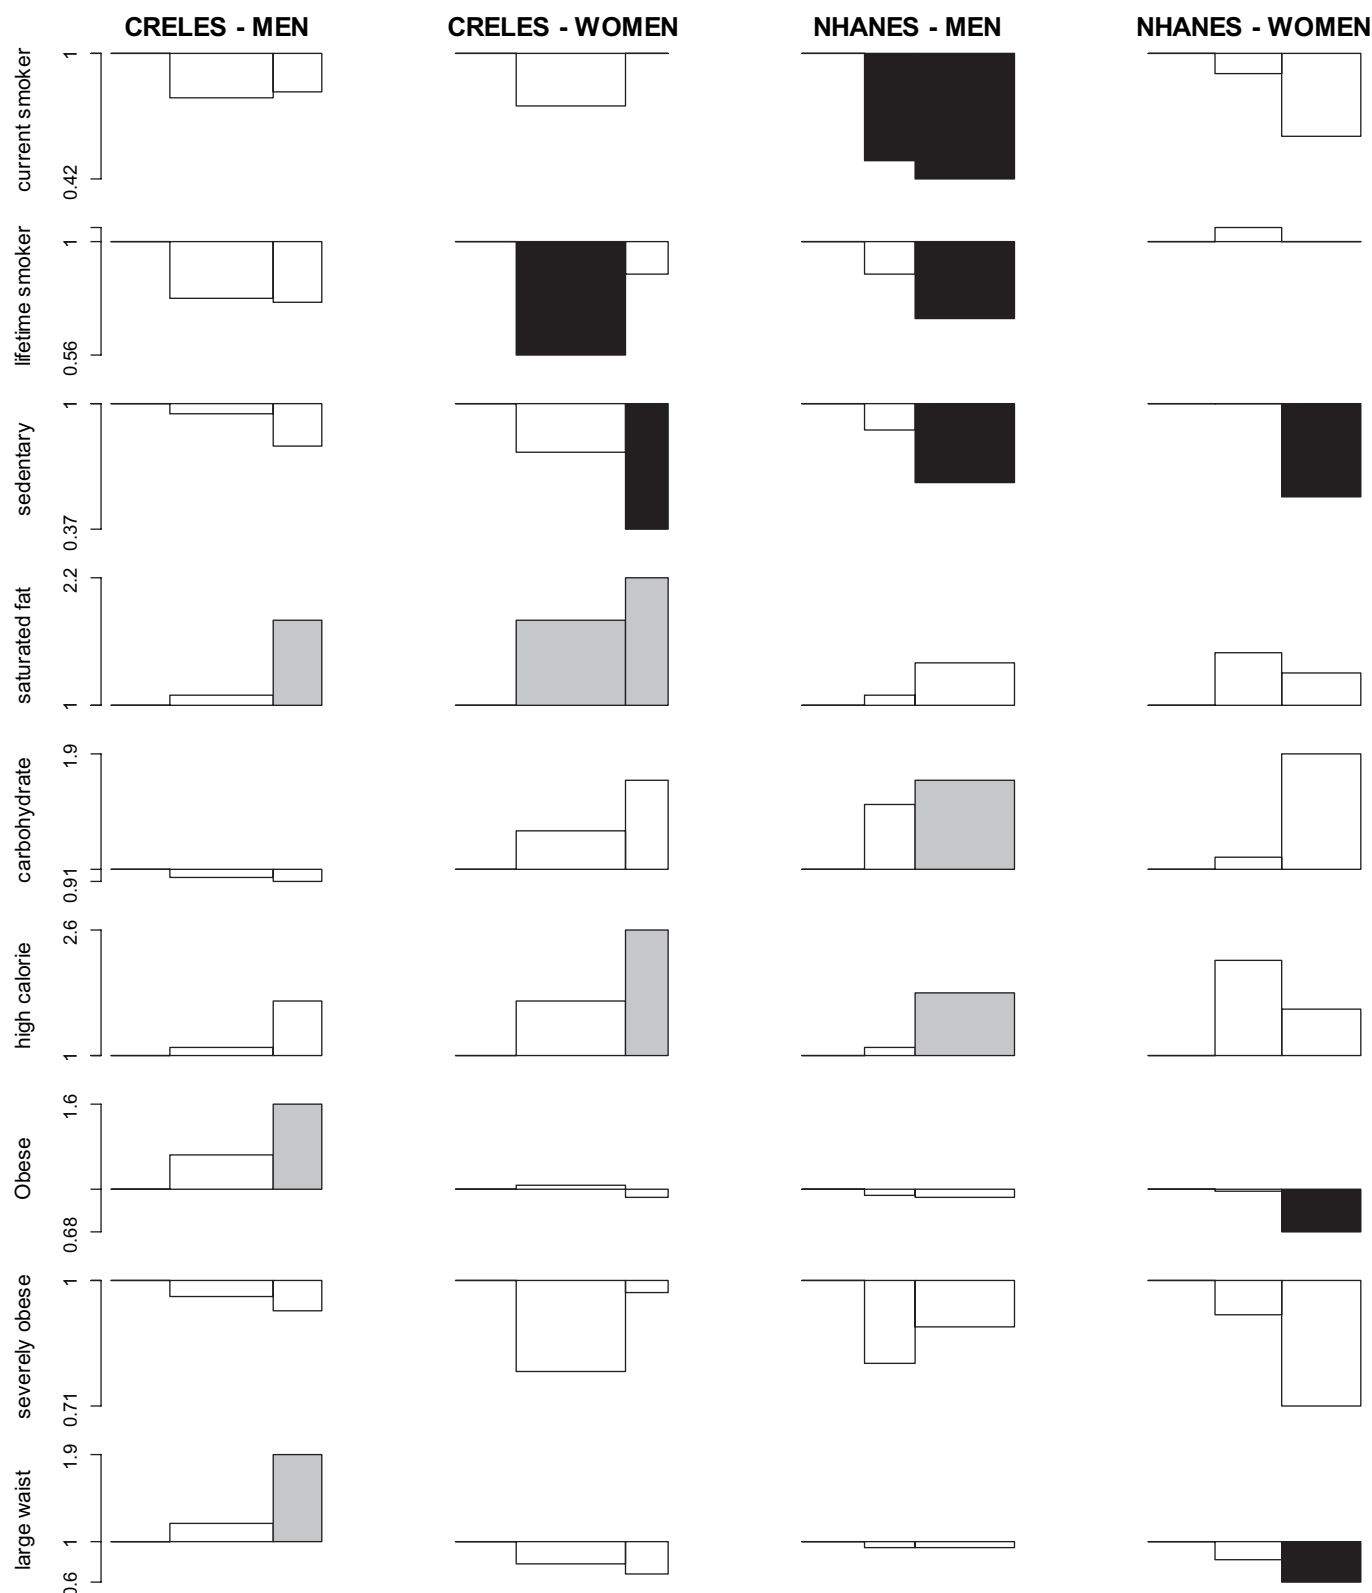 CRELES - MEN CRELES - WOMEN NHANES - MEN NHANES - WOMEN
current smoker 1 0.42
lifetime smoker 1 0.56
sedentary 1 0.37
saturated fat 2.2 1
carbohydrate 1.9 0.91
high calorie 2.6 1
Obese 1.6 0.68
severely obese 1 0.71
large waist 1.9 1 0.6